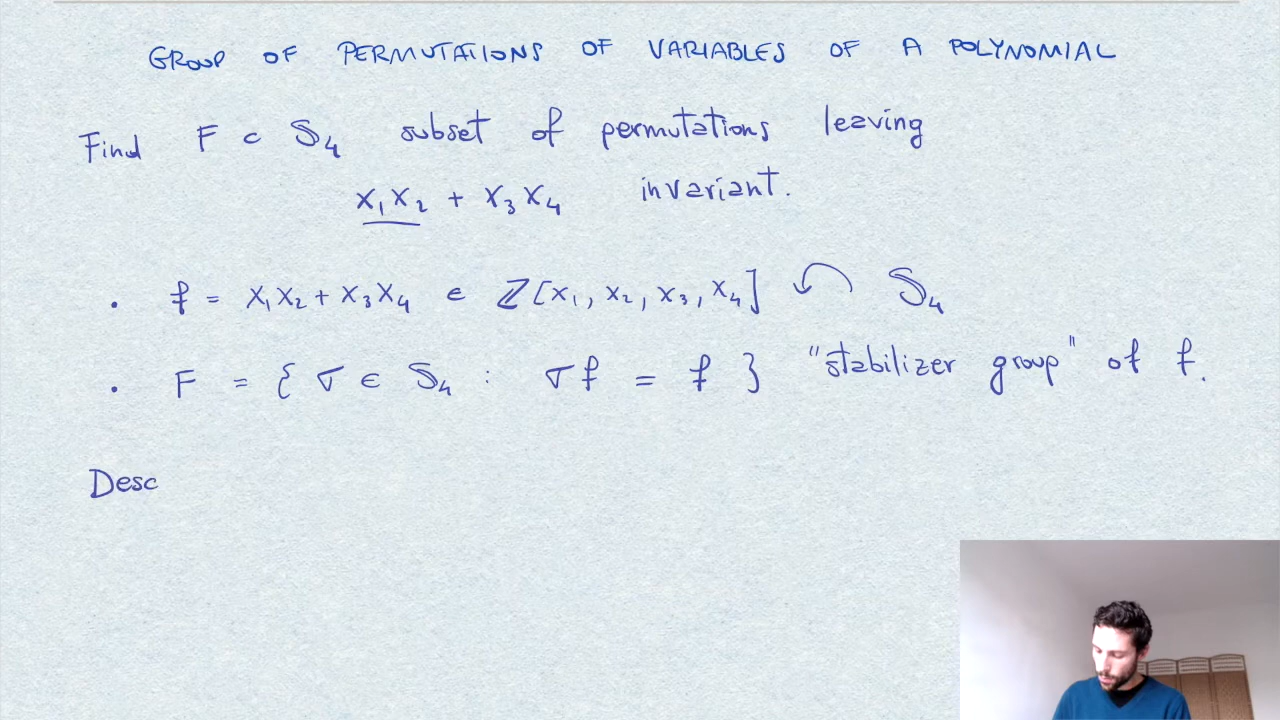 GROUP OF PERMUTATIONS OF VARIABLES OF A POLYNOMIAL
Find F ⊂ S₄ subset of permutations leaving
x₁x₂ + x₃x₄ invariant.
• f = x₁x₂ + x₃x₄ ∈ ℤ[x₁, x₂, x₃, x₄] ↶ S₄
• F = { σ ∈ S₄ : σf = f } "stabilizer group" of f.
Desc